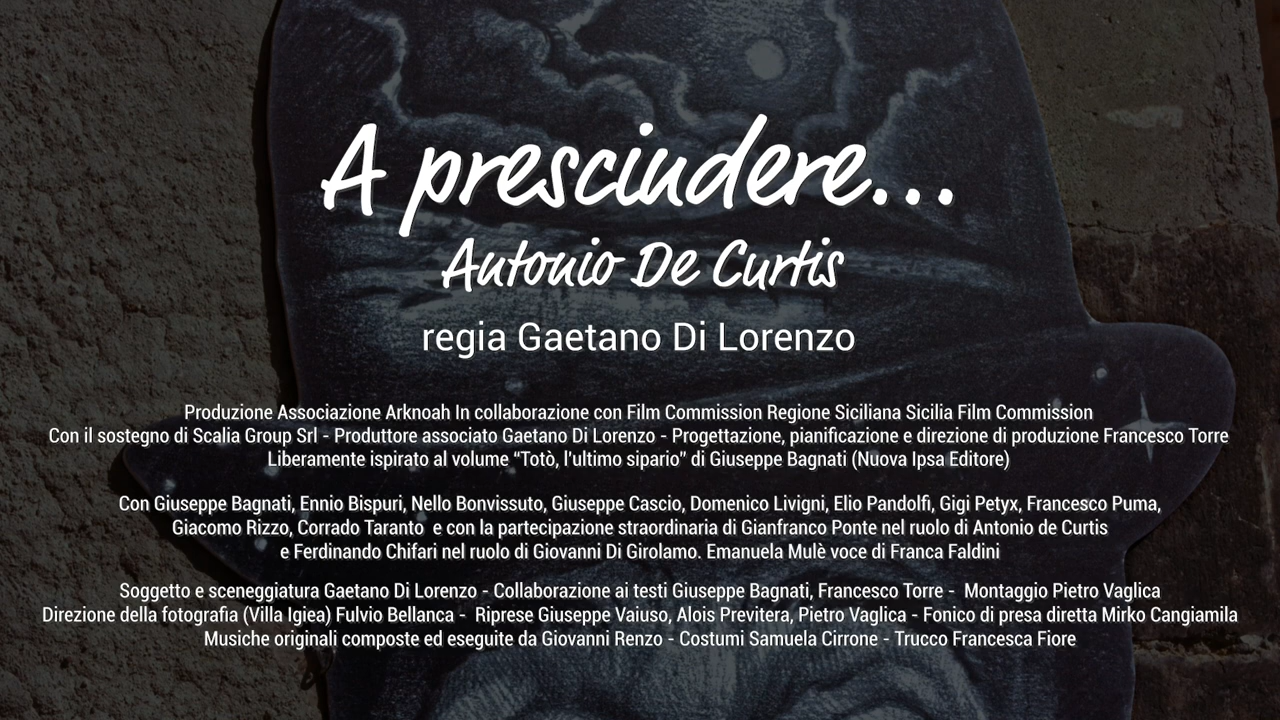 A prescindere...
Antonio De Curtis
regia Gaetano Di Lorenzo
Produzione Associazione Arknoah In collaborazione con Film Commission Regione Siciliana Sicilia Film Commission
Con il sostegno di Scalia Group Srl - Produttore associato Gaetano Di Lorenzo - Progettazione, pianificazione e direzione di produzione Francesco Torre
Liberamente ispirato al volume “Totò, l'ultimo sipario” di Giuseppe Bagnati (Nuova Ipsa Editore)
Con Giuseppe Bagnati, Ennio Bispuri, Nello Bonvissuto, Giuseppe Cascio, Domenico Livigni, Elio Pandolfi, Gigi Petyx, Francesco Puma,
Giacomo Rizzo, Corrado Taranto e con la partecipazione straordinaria di Gianfranco Ponte nel ruolo di Antonio de Curtis
e Ferdinando Chifari nel ruolo di Giovanni Di Girolamo. Emanuela Mulè voce di Franca Faldini
Soggetto e sceneggiatura Gaetano Di Lorenzo - Collaborazione ai testi Giuseppe Bagnati, Francesco Torre - Montaggio Pietro Vaglica
Direzione della fotografia (Villa Igiea) Fulvio Bellanca - Riprese Giuseppe Vaiuso, Alois Previtera, Pietro Vaglica - Fonico di presa diretta Mirko Cangiamila
Musiche originali composte ed eseguite da Giovanni Renzo - Costumi Samuela Cirrone - Trucco Francesca Fiore